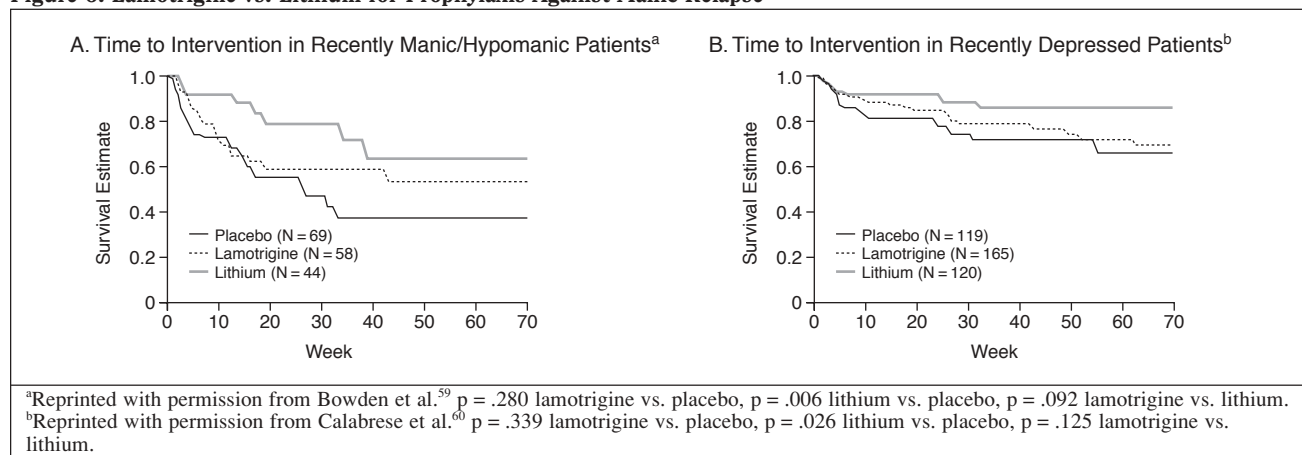 Figure 6. Lamotrigine vs. Lithium for Prophylaxis Against Manic Relapse
A. Time to Intervention in Recently Manic/Hypomanic Patientsa
1.0
0.8
0.6
0.4
0.2
0
Survival Estimate
Placebo (N = 69)
Lamotrigine (N = 58)
Lithium (N = 44)
0 10 20 30 40 50 60 70
Week
B. Time to Intervention in Recently Depressed Patientsb
1.0
0.8
0.6
0.4
0.2
0
Survival Estimate
Placebo (N = 119)
Lamotrigine (N = 165)
Lithium (N = 120)
0 10 20 30 40 50 60 70
Week
aReprinted with permission from Bowden et al.59 p = .280 lamotrigine vs. placebo, p = .006 lithium vs. placebo, p = .092 lamotrigine vs. lithium.
bReprinted with permission from Calabrese et al.60 p = .339 lamotrigine vs. placebo, p = .026 lithium vs. placebo, p = .125 lamotrigine vs.
lithium.